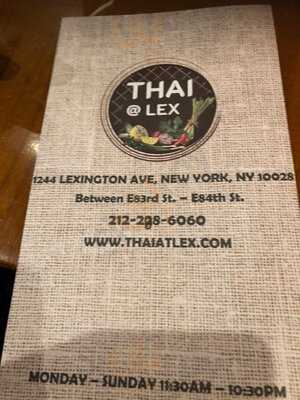 THAI
@ LEX
1244 LEXINGTON AVE, NEW YORK, NY 10028
Between E83rd St. – E84th St.
212-288-6060
WWW.THAIATLEX.COM
MONDAY – SUNDAY 11:30AM – 10:30PM